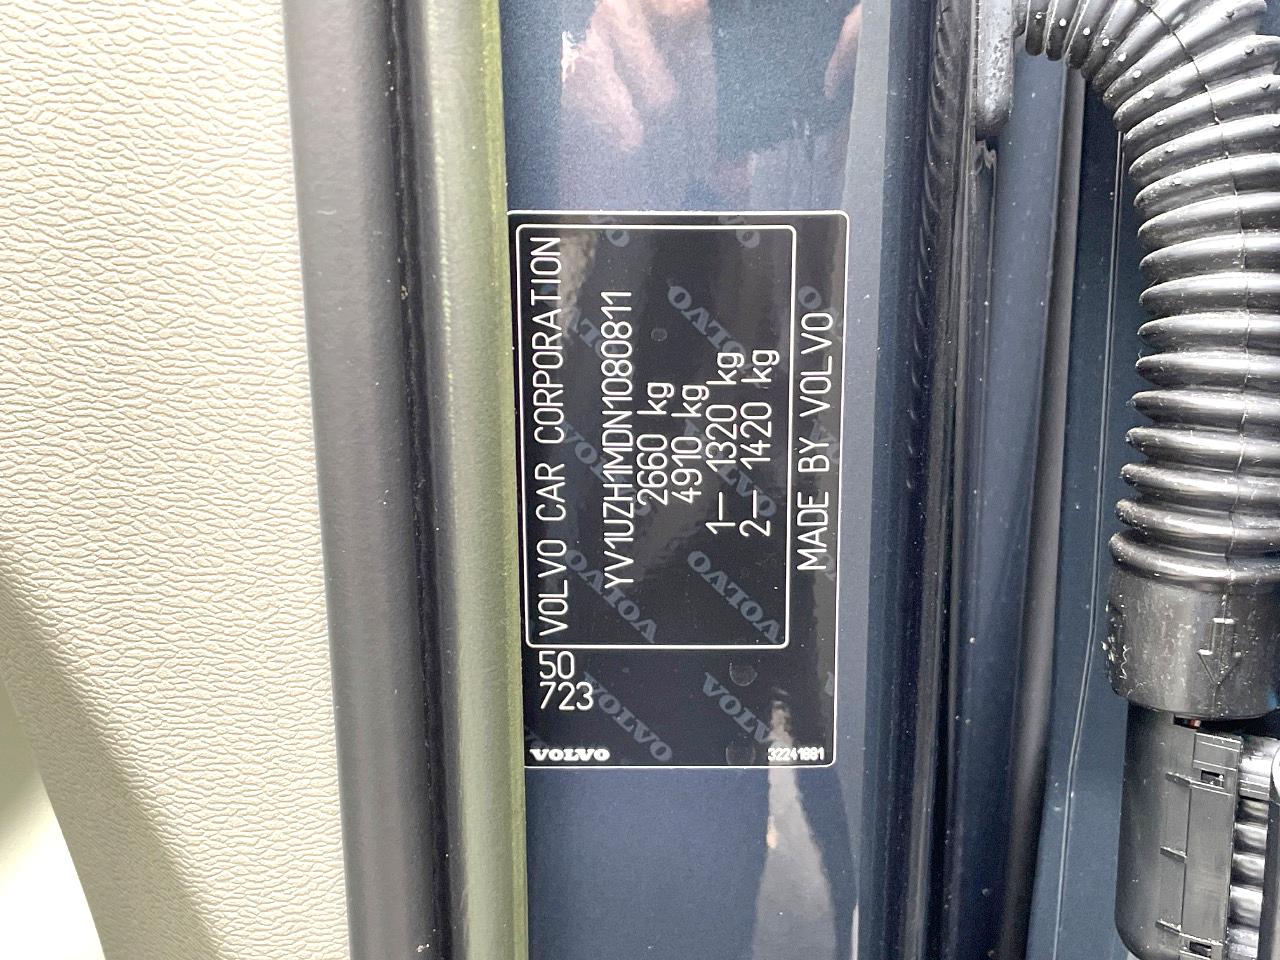 VOLVO CAR CORPORATION
YV1UZH1MDN1080811
2660 kg
4910 kg
1— 1320 kg
2— 1420 kg
MADE BY VOLVO
50
723
VOLVO